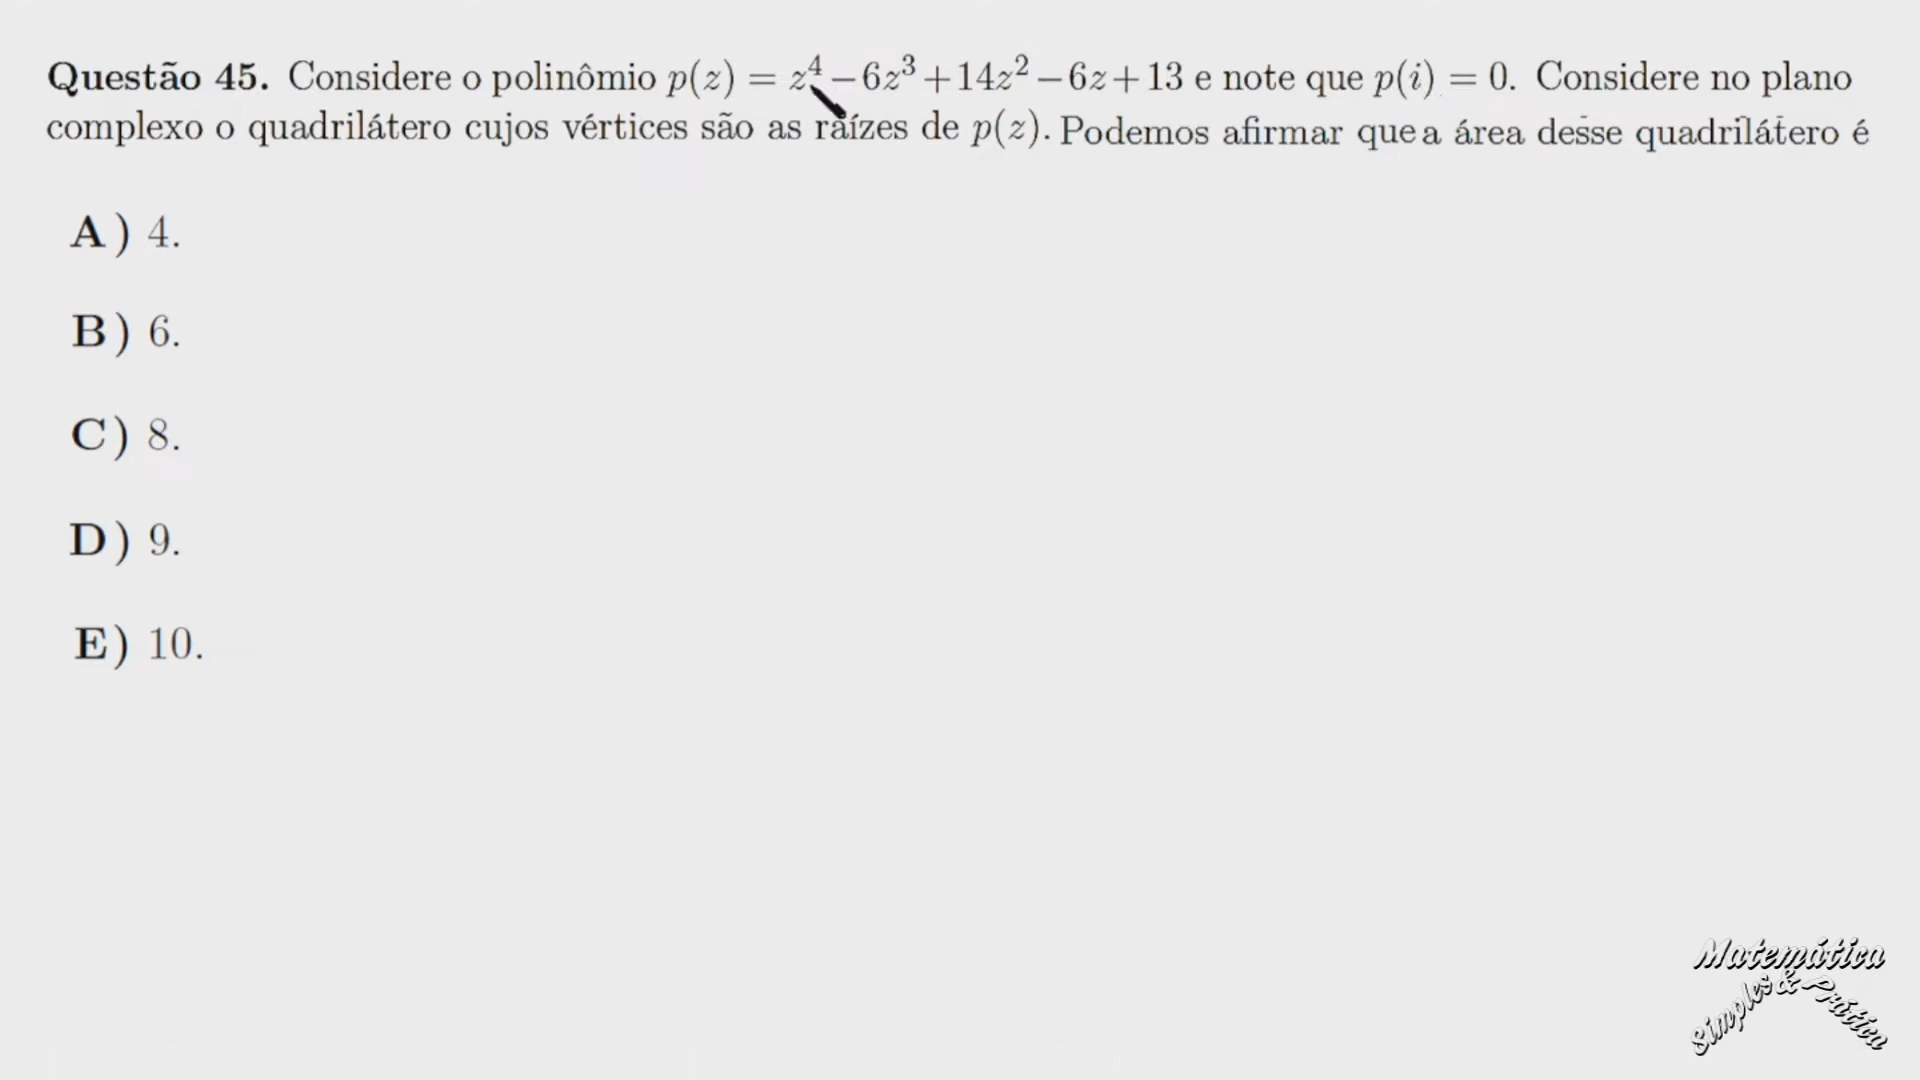 Questão 45. Considere o polinômio p(z) = z⁴ − 6z³ + 14z² − 6z + 13 e note que p(i) = 0. Considere no plano
complexo o quadrilátero cujos vértices são as raízes de p(z). Podemos afirmar que a área desse quadrilátero é
A) 4.
B) 6.
C) 8.
D) 9.
E) 10.
Matemática
Simples & Prática